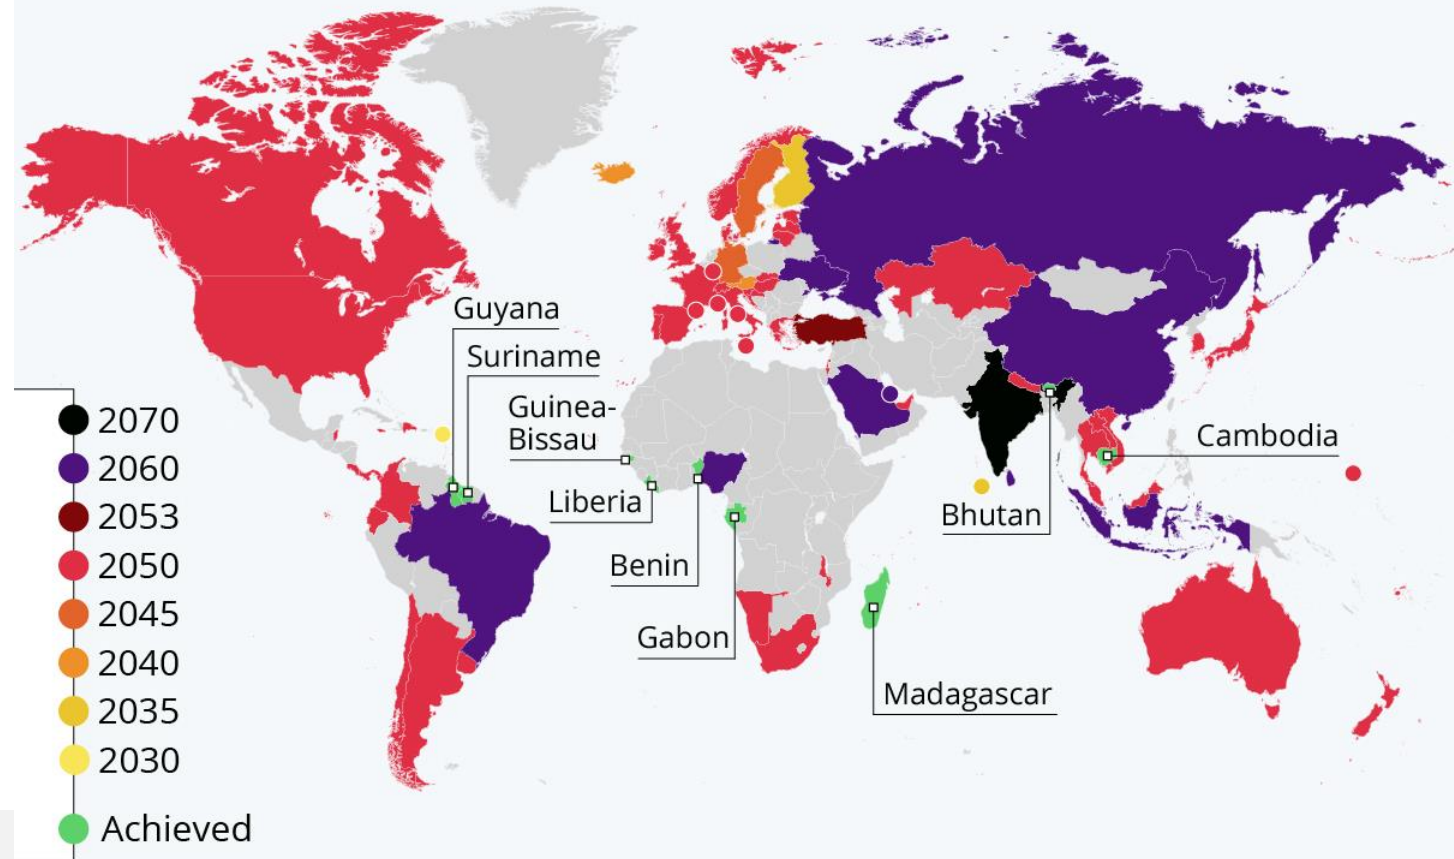 Guyana
Suriname
Guinea-
Bissau
Liberia
Benin
Gabon
Madagascar
Bhutan
Cambodia
2070
2060
2053
2050
2045
2040
2035
2030
Achieved